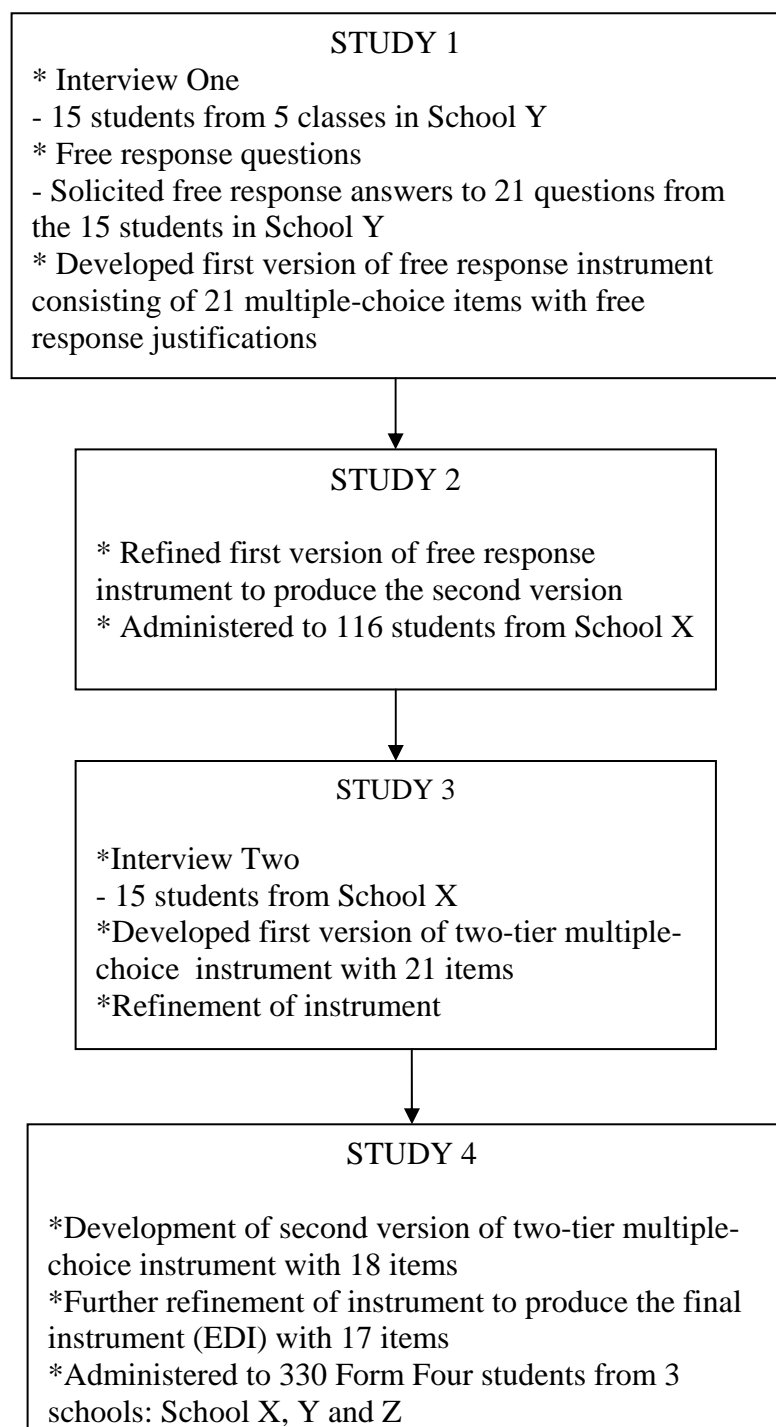 STUDY 1
* Interview One
- 15 students from 5 classes in School Y
* Free response questions
- Solicited free response answers to 21 questions from
the 15 students in School Y
* Developed first version of free response instrument
consisting of 21 multiple-choice items with free
response justifications
STUDY 2
* Refined first version of free response
instrument to produce the second version
* Administered to 116 students from School X
STUDY 3
*Interview Two
- 15 students from School X
*Developed first version of two-tier multiple-
choice instrument with 21 items
*Refinement of instrument
STUDY 4
*Development of second version of two-tier multiple-
choice instrument with 18 items
*Further refinement of instrument to produce the final
instrument (EDI) with 17 items
*Administered to 330 Form Four students from 3
schools: School X, Y and Z